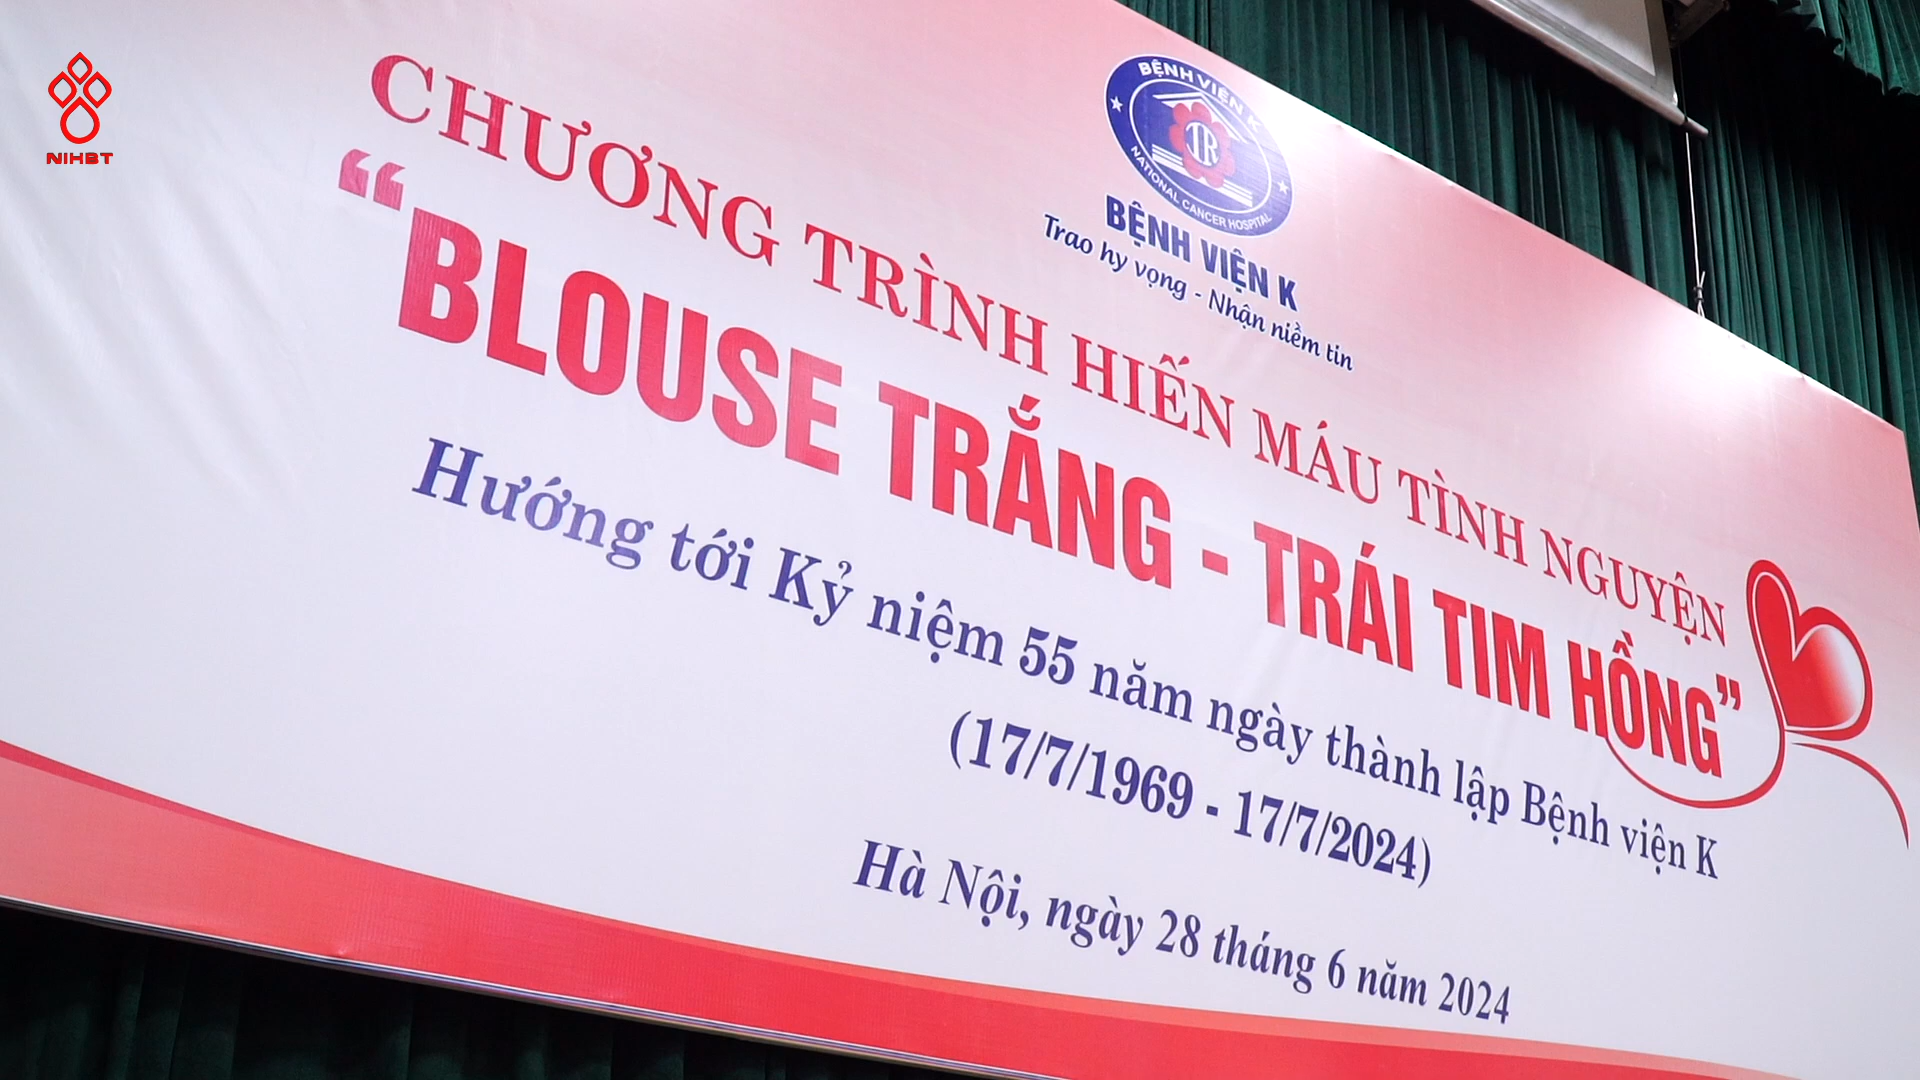 NIHBT
BỆNH VIỆN K
NATIONAL CANCER HOSPITAL
BỆNH VIỆN K
Trao hy vọng - Nhận niềm tin
CHƯƠNG TRÌNH HIẾN MÁU TÌNH NGUYỆN
“BLOUSE TRẮNG - TRÁI TIM HỒNG”
Hướng tới Kỷ niệm 55 năm ngày thành lập Bệnh viện K
(17/7/1969 - 17/7/2024)
Hà Nội, ngày 28 tháng 6 năm 2024